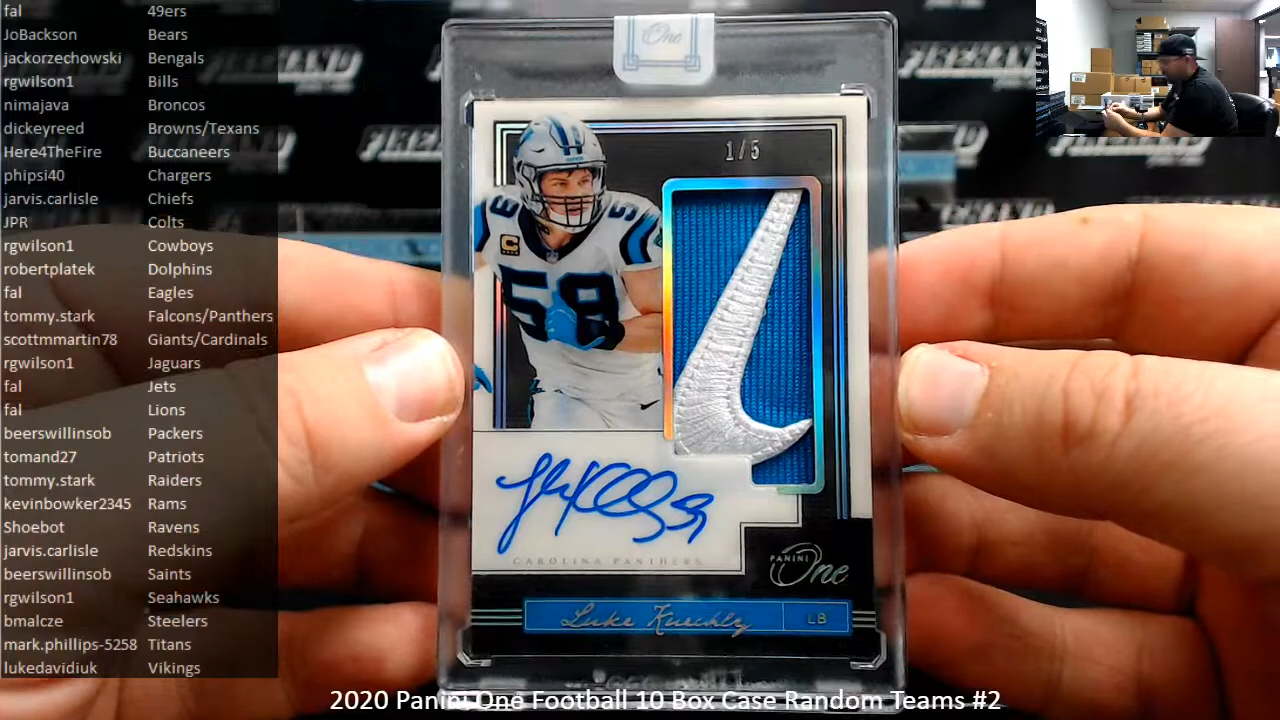 fal 49ers
JoBackson Bears
jackorzechowski Bengals
rgwilson1 Bills
nimajava Broncos
dickeyreed Browns/Texans
Here4TheFire Buccaneers
phipsi40 Chargers
jarvis.carlisle Chiefs
JPR Colts
rgwilson1 Cowboys
robertplatek Dolphins
fal Eagles
tommy.stark Falcons/Panthers
scottmmartin78 Giants/Cardinals
rgwilson1 Jaguars
fal Jets
fal Lions
beerswillinsob Packers
tomand27 Patriots
tommy.stark Raiders
kevinbowker2345 Rams
Shoebot Ravens
jarvis.carlisle Redskins
beerswillinsob Saints
rgwilson1 Seahawks
bmalcze Steelers
mark.phillips-5258 Titans
lukedavidiuk Vikings
One
1/5
C
59
58
59
CAROLINA PANTHERS
PANINI
One
Luke Kuechly LB
2020 Panini One Football 10 Box Case Random Teams #2